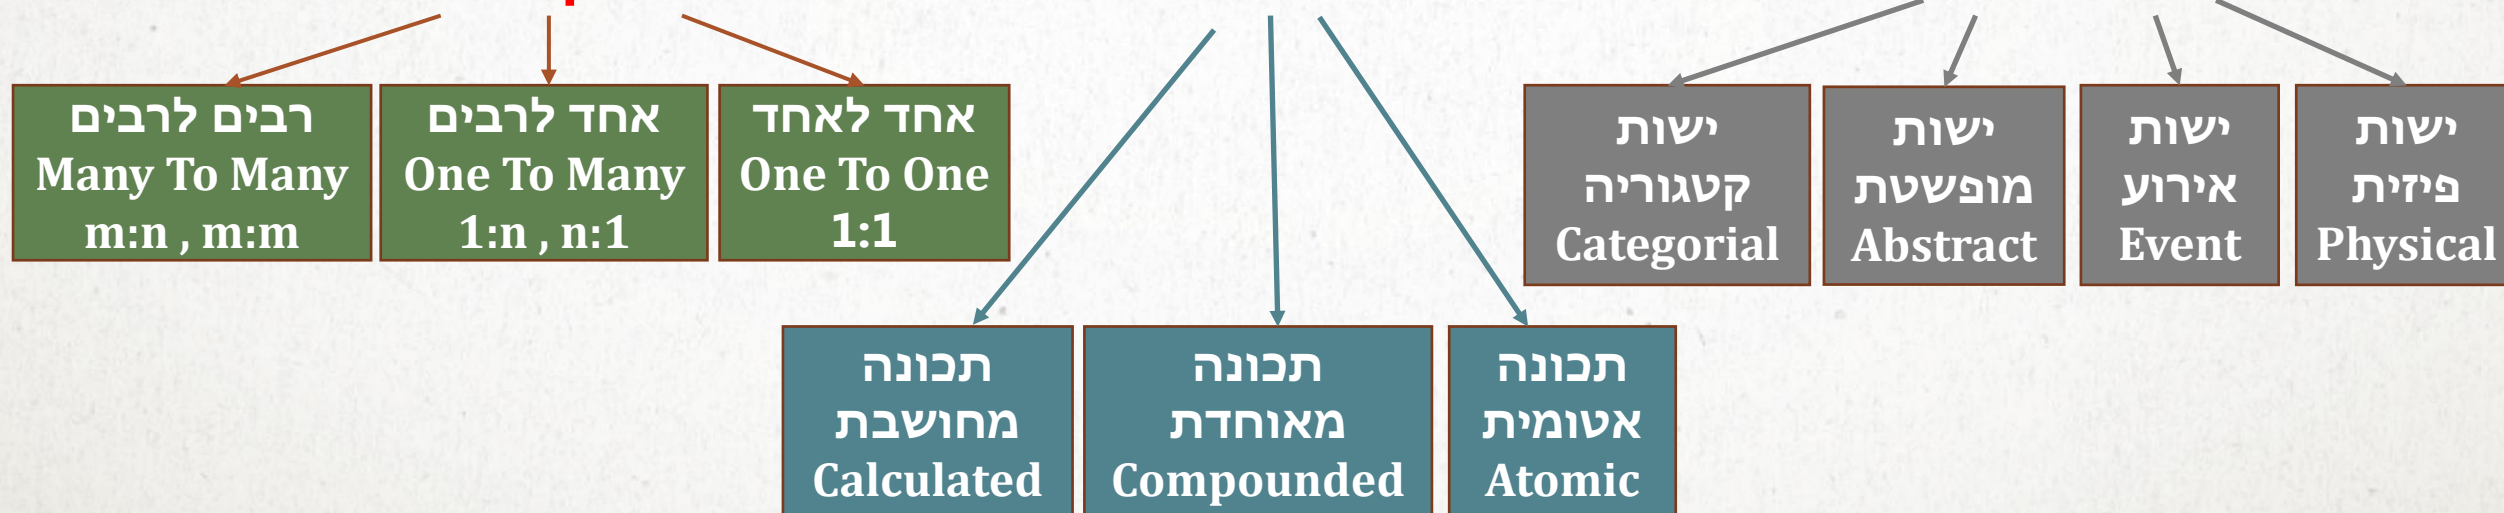 רבים לרבים
Many To Many
m:n , m:m
אחד לרבים
One To Many
1:n , n:1
אחד לאחד
One To One
1:1
ישות
קטגוריה
Categorial
ישות
מופשטת
Abstract
ישות
אירוע
Event
ישות
פיזית
Physical
תכונה
מחושבת
Calculated
תכונה
מאוחדת
Compounded
תכונה
אטומית
Atomic